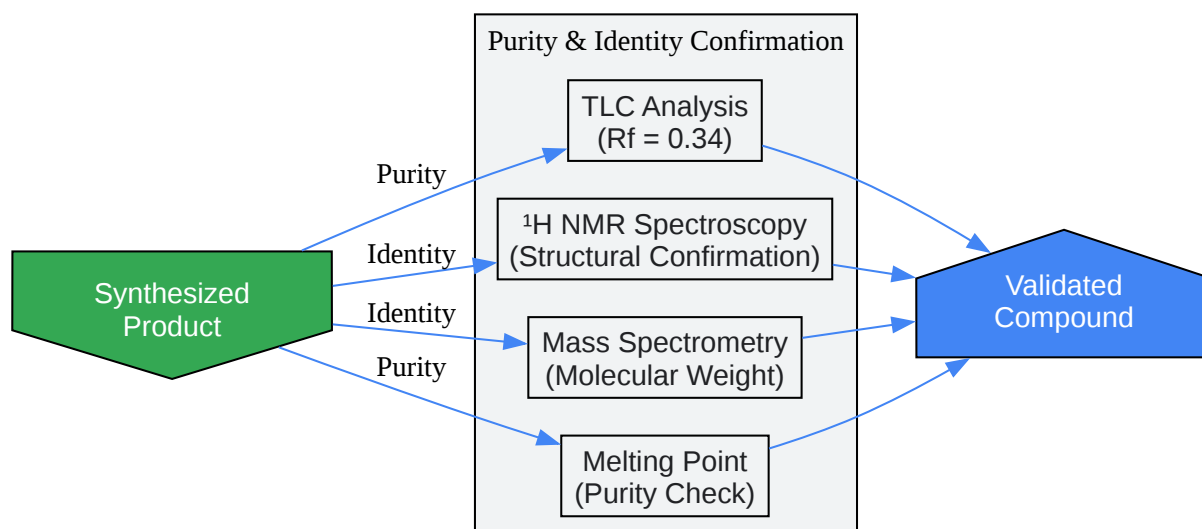 Purity & Identity Confirmation
TLC Analysis
(Rf = 0.34)
Purity
¹H NMR Spectroscopy
(Structural Confirmation)
Identity
Synthesized
Product
Validated
Compound
Identity
Mass Spectrometry
(Molecular Weight)
Purity
Melting Point
(Purity Check)